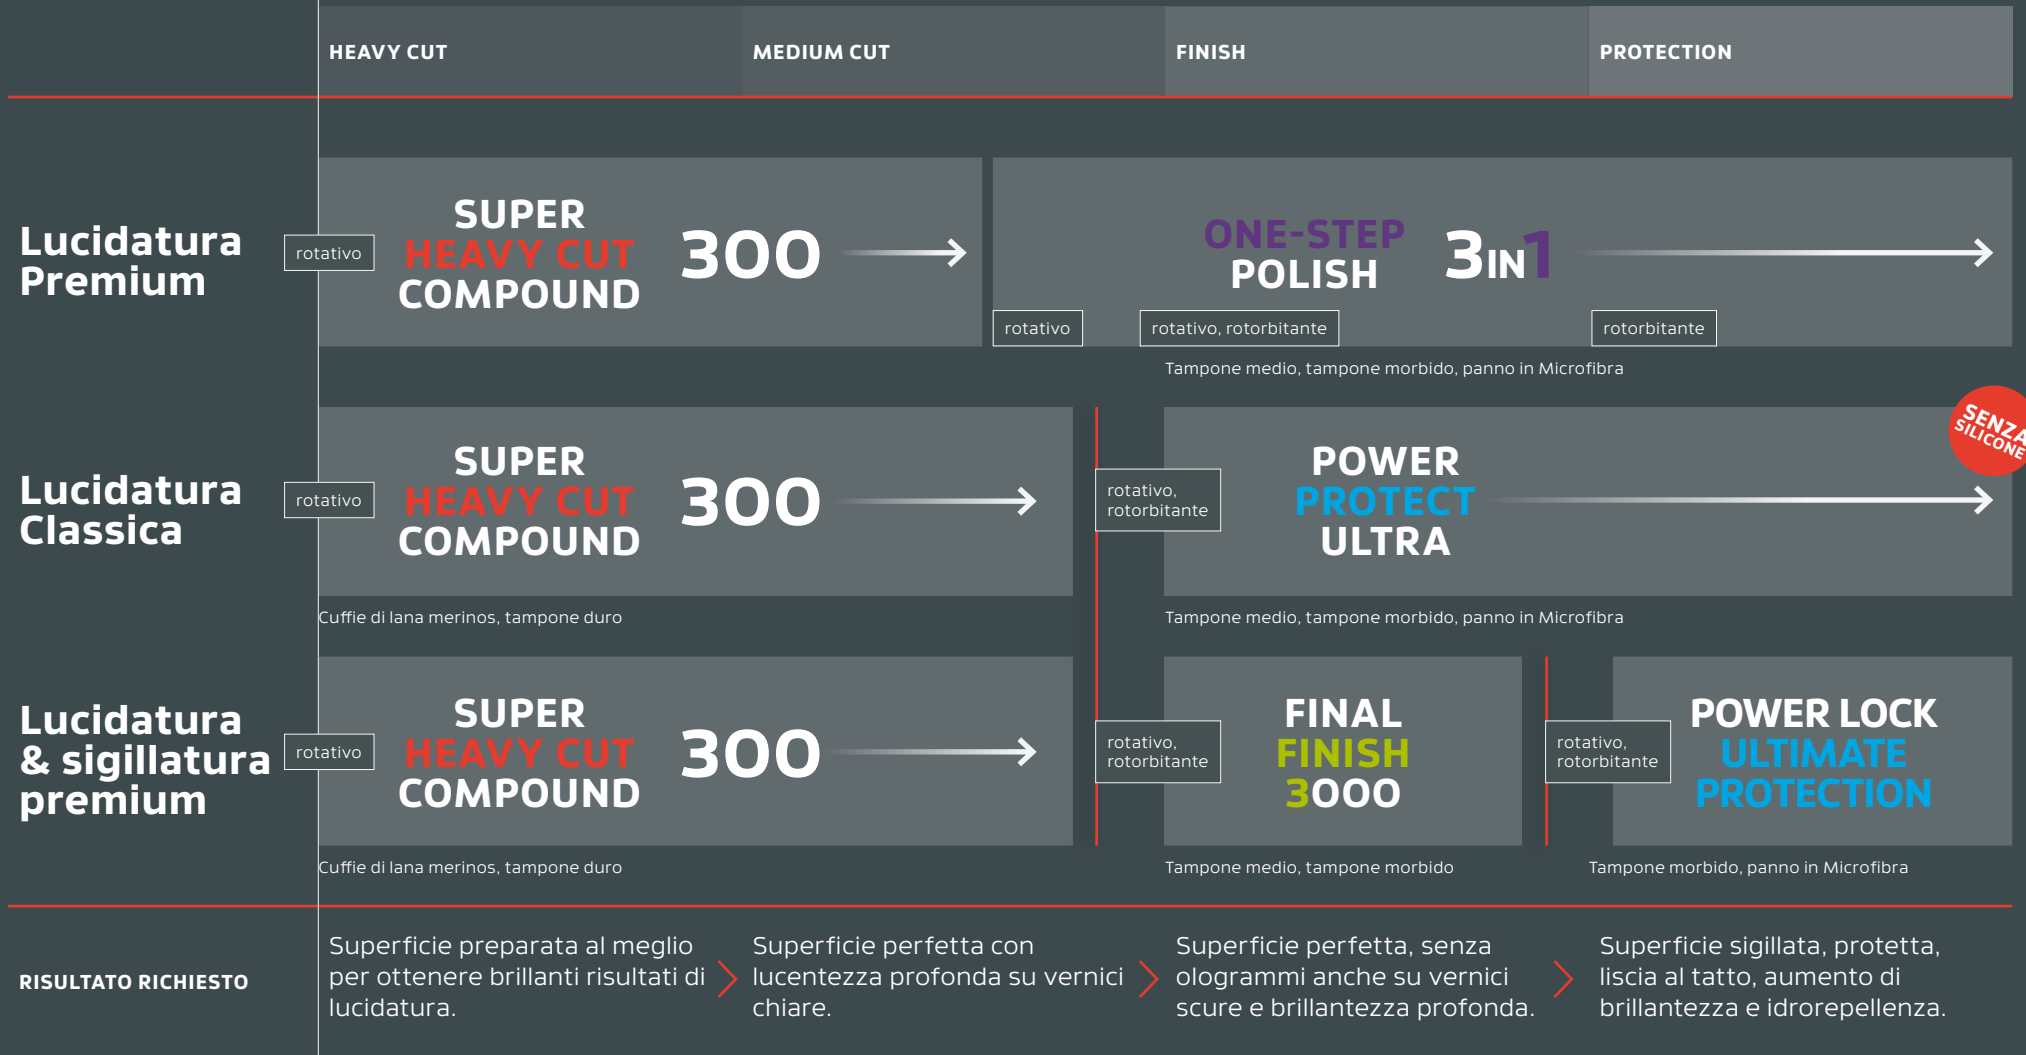 HEAVY CUT
MEDIUM CUT
FINISH
PROTECTION
Lucidatura
Premium
rotativo
SUPER
HEAVY CUT
COMPOUND
300
ONE-STEP
POLISH
3IN1
rotativo
rotativo, rotorbitante
rotorbitante
Tampone medio, tampone morbido, panno in Microfibra
Lucidatura
Classica
rotativo
SUPER
HEAVY CUT
COMPOUND
300
rotativo,
rotorbitante
POWER
PROTECT
ULTRA
SENZA
SILICONE
Cuffie di lana merinos, tampone duro
Tampone medio, tampone morbido, panno in Microfibra
Lucidatura
& sigillatura
premium
rotativo
SUPER
HEAVY CUT
COMPOUND
300
rotativo,
rotorbitante
FINAL
FINISH
3000
rotativo,
rotorbitante
POWER LOCK
ULTIMATE
PROTECTION
Cuffie di lana merinos, tampone duro
Tampone medio, tampone morbido
Tampone morbido, panno in Microfibra
RISULTATO RICHIESTO
Superficie preparata al meglio
per ottenere brillanti risultati di
lucidatura.
Superficie perfetta con
lucentezza profonda su vernici
chiare.
Superficie perfetta, senza
ologrammi anche su vernici
scure e brillantezza profonda.
Superficie sigillata, protetta,
liscia al tatto, aumento di
brillantezza e idrorepellenza.